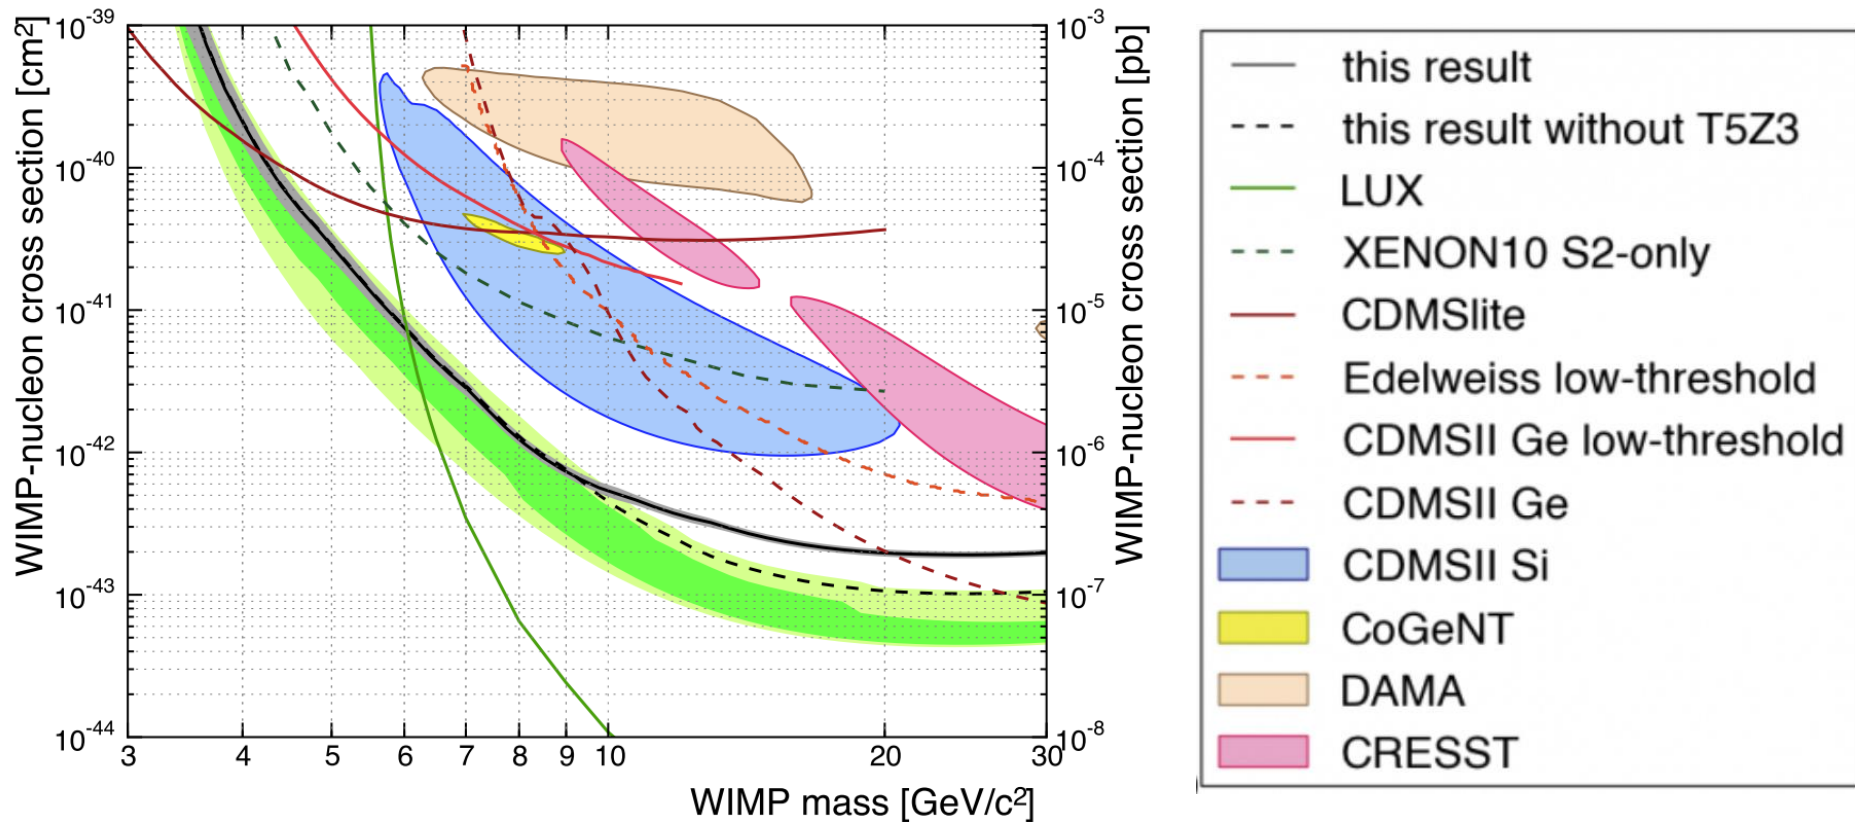 WIMP-nucleon cross section [cm²]
10⁻³⁹
10⁻⁴⁰
10⁻⁴¹
10⁻⁴²
10⁻⁴³
10⁻⁴⁴
3 4 5 6 7 8 9 10 20 30
WIMP mass [GeV/c²]
10⁻³
10⁻⁴
10⁻⁵
10⁻⁶
10⁻⁷
10⁻⁸
WIMP-nucleon cross section [pb]
this result
this result without T5Z3
LUX
XENON10 S2-only
CDMSlite
Edelweiss low-threshold
CDMSII Ge low-threshold
CDMSII Ge
CDMSII Si
CoGeNT
DAMA
CRESST